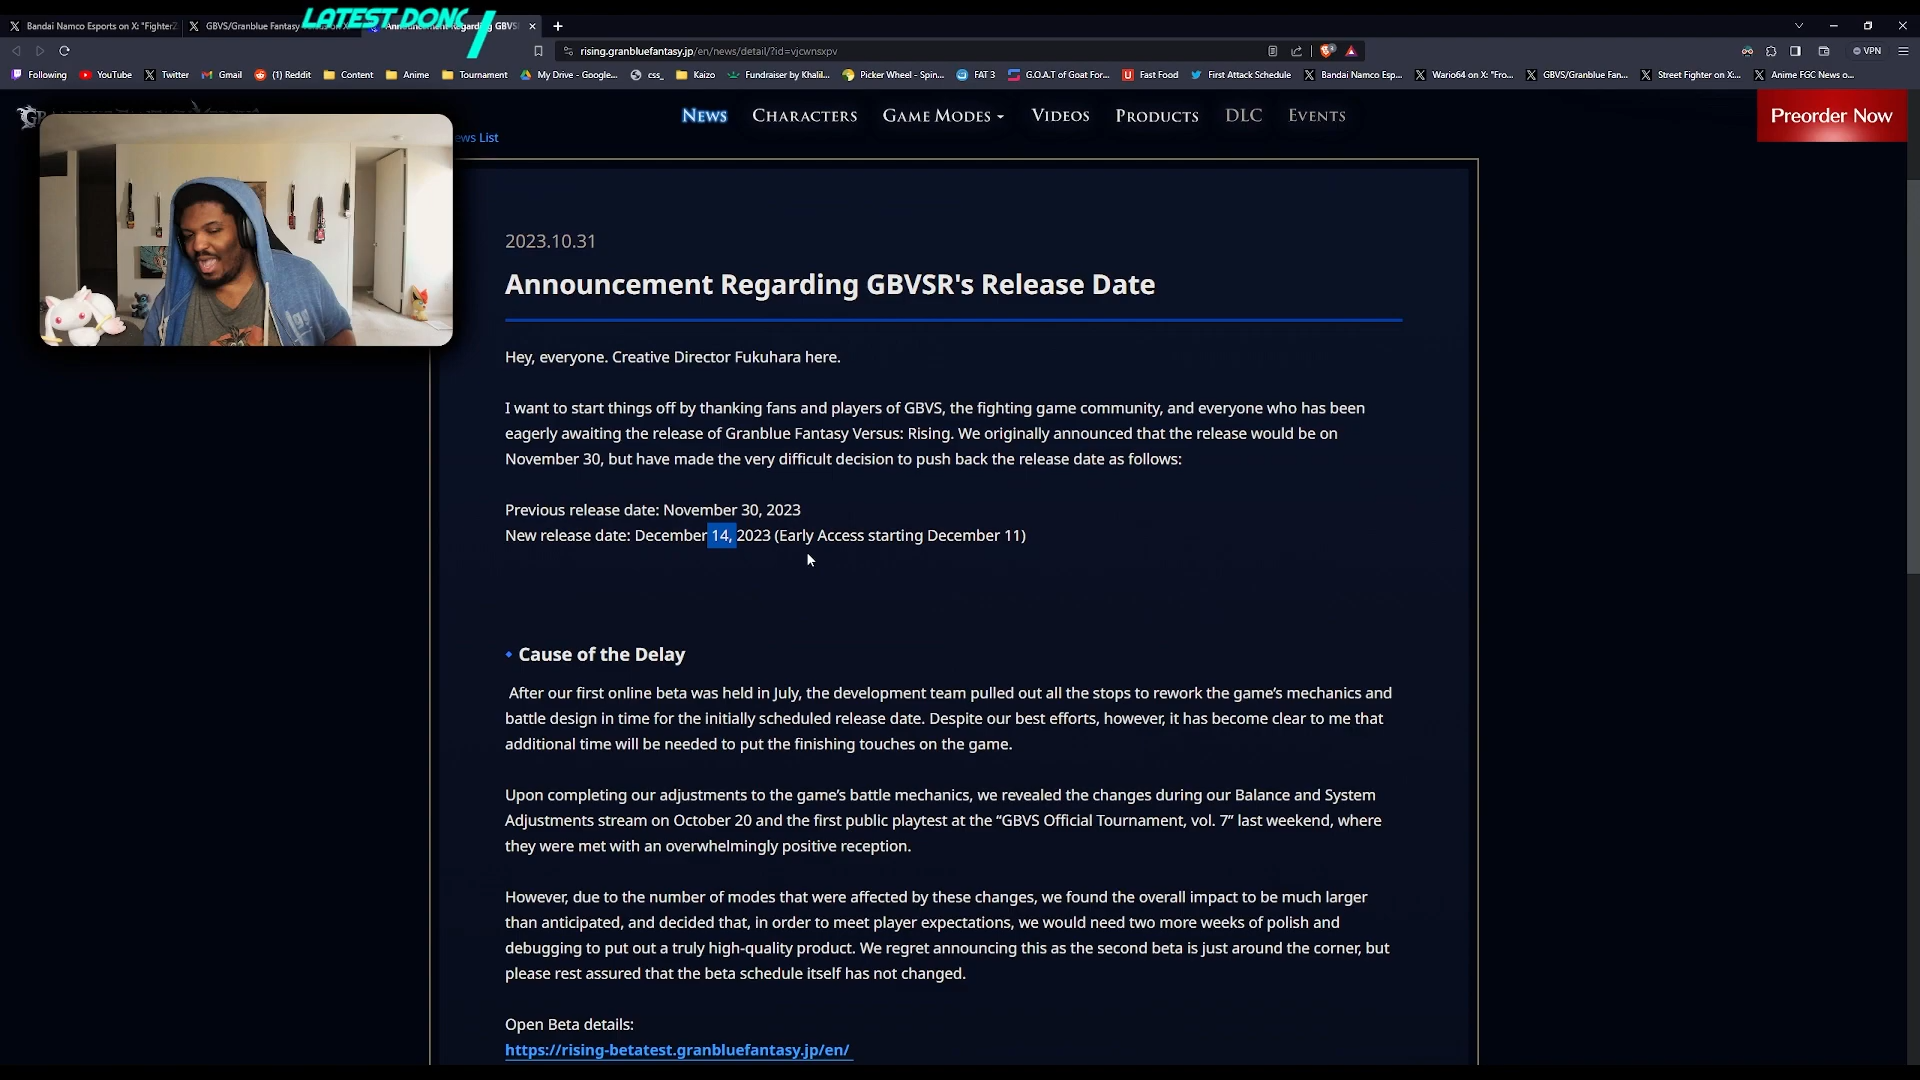 Bandai Namco Esports on X: "FighterZ
GBVS/Granblue Fantasy
LATEST DONO
Following
YouTube
Twitter
Gmail
(1) Reddit
Content
Anime
Tournament
My Drive - Google...
css_
Kaizo
Fundraiser by Khalil...
Picker Wheel - Spin...
FAT 3
G.O.A.T of Goat For...
Fast Food
First Attack Schedule
Bandai Namco Esp...
Wario64 on X: "Fro...
GBVS/Granblue Fan...
Street Fighter on X:...
Anime FGC News o...
rising.granbluefantasy.jp/en/news/detail/?id=vjcwnsxpv
VPN
News
Characters
Game Modes
Videos
Products
DLC
Events
Preorder Now
ews List
2023.10.31
Announcement Regarding GBVSR's Release Date
Hey, everyone. Creative Director Fukuhara here.
I want to start things off by thanking fans and players of GBVS, the fighting game community, and everyone who has been
eagerly awaiting the release of Granblue Fantasy Versus: Rising. We originally announced that the release would be on
November 30, but have made the very difficult decision to push back the release date as follows:
Previous release date: November 30, 2023
New release date: December 14, 2023 (Early Access starting December 11)
Cause of the Delay
After our first online beta was held in July, the development team pulled out all the stops to rework the game's mechanics and
battle design in time for the initially scheduled release date. Despite our best efforts, however, it has become clear to me that
additional time will be needed to put the finishing touches on the game.
Upon completing our adjustments to the game's battle mechanics, we revealed the changes during our Balance and System
Adjustments stream on October 20 and the first public playtest at the “GBVS Official Tournament, vol. 7” last weekend, where
they were met with an overwhelmingly positive reception.
However, due to the number of modes that were affected by these changes, we found the overall impact to be much larger
than anticipated, and decided that, in order to meet player expectations, we would need two more weeks of polish and
debugging to put out a truly high-quality product. We regret announcing this as the second beta is just around the corner, but
please rest assured that the beta schedule itself has not changed.
Open Beta details:
https://rising-betatest.granbluefantasy.jp/en/